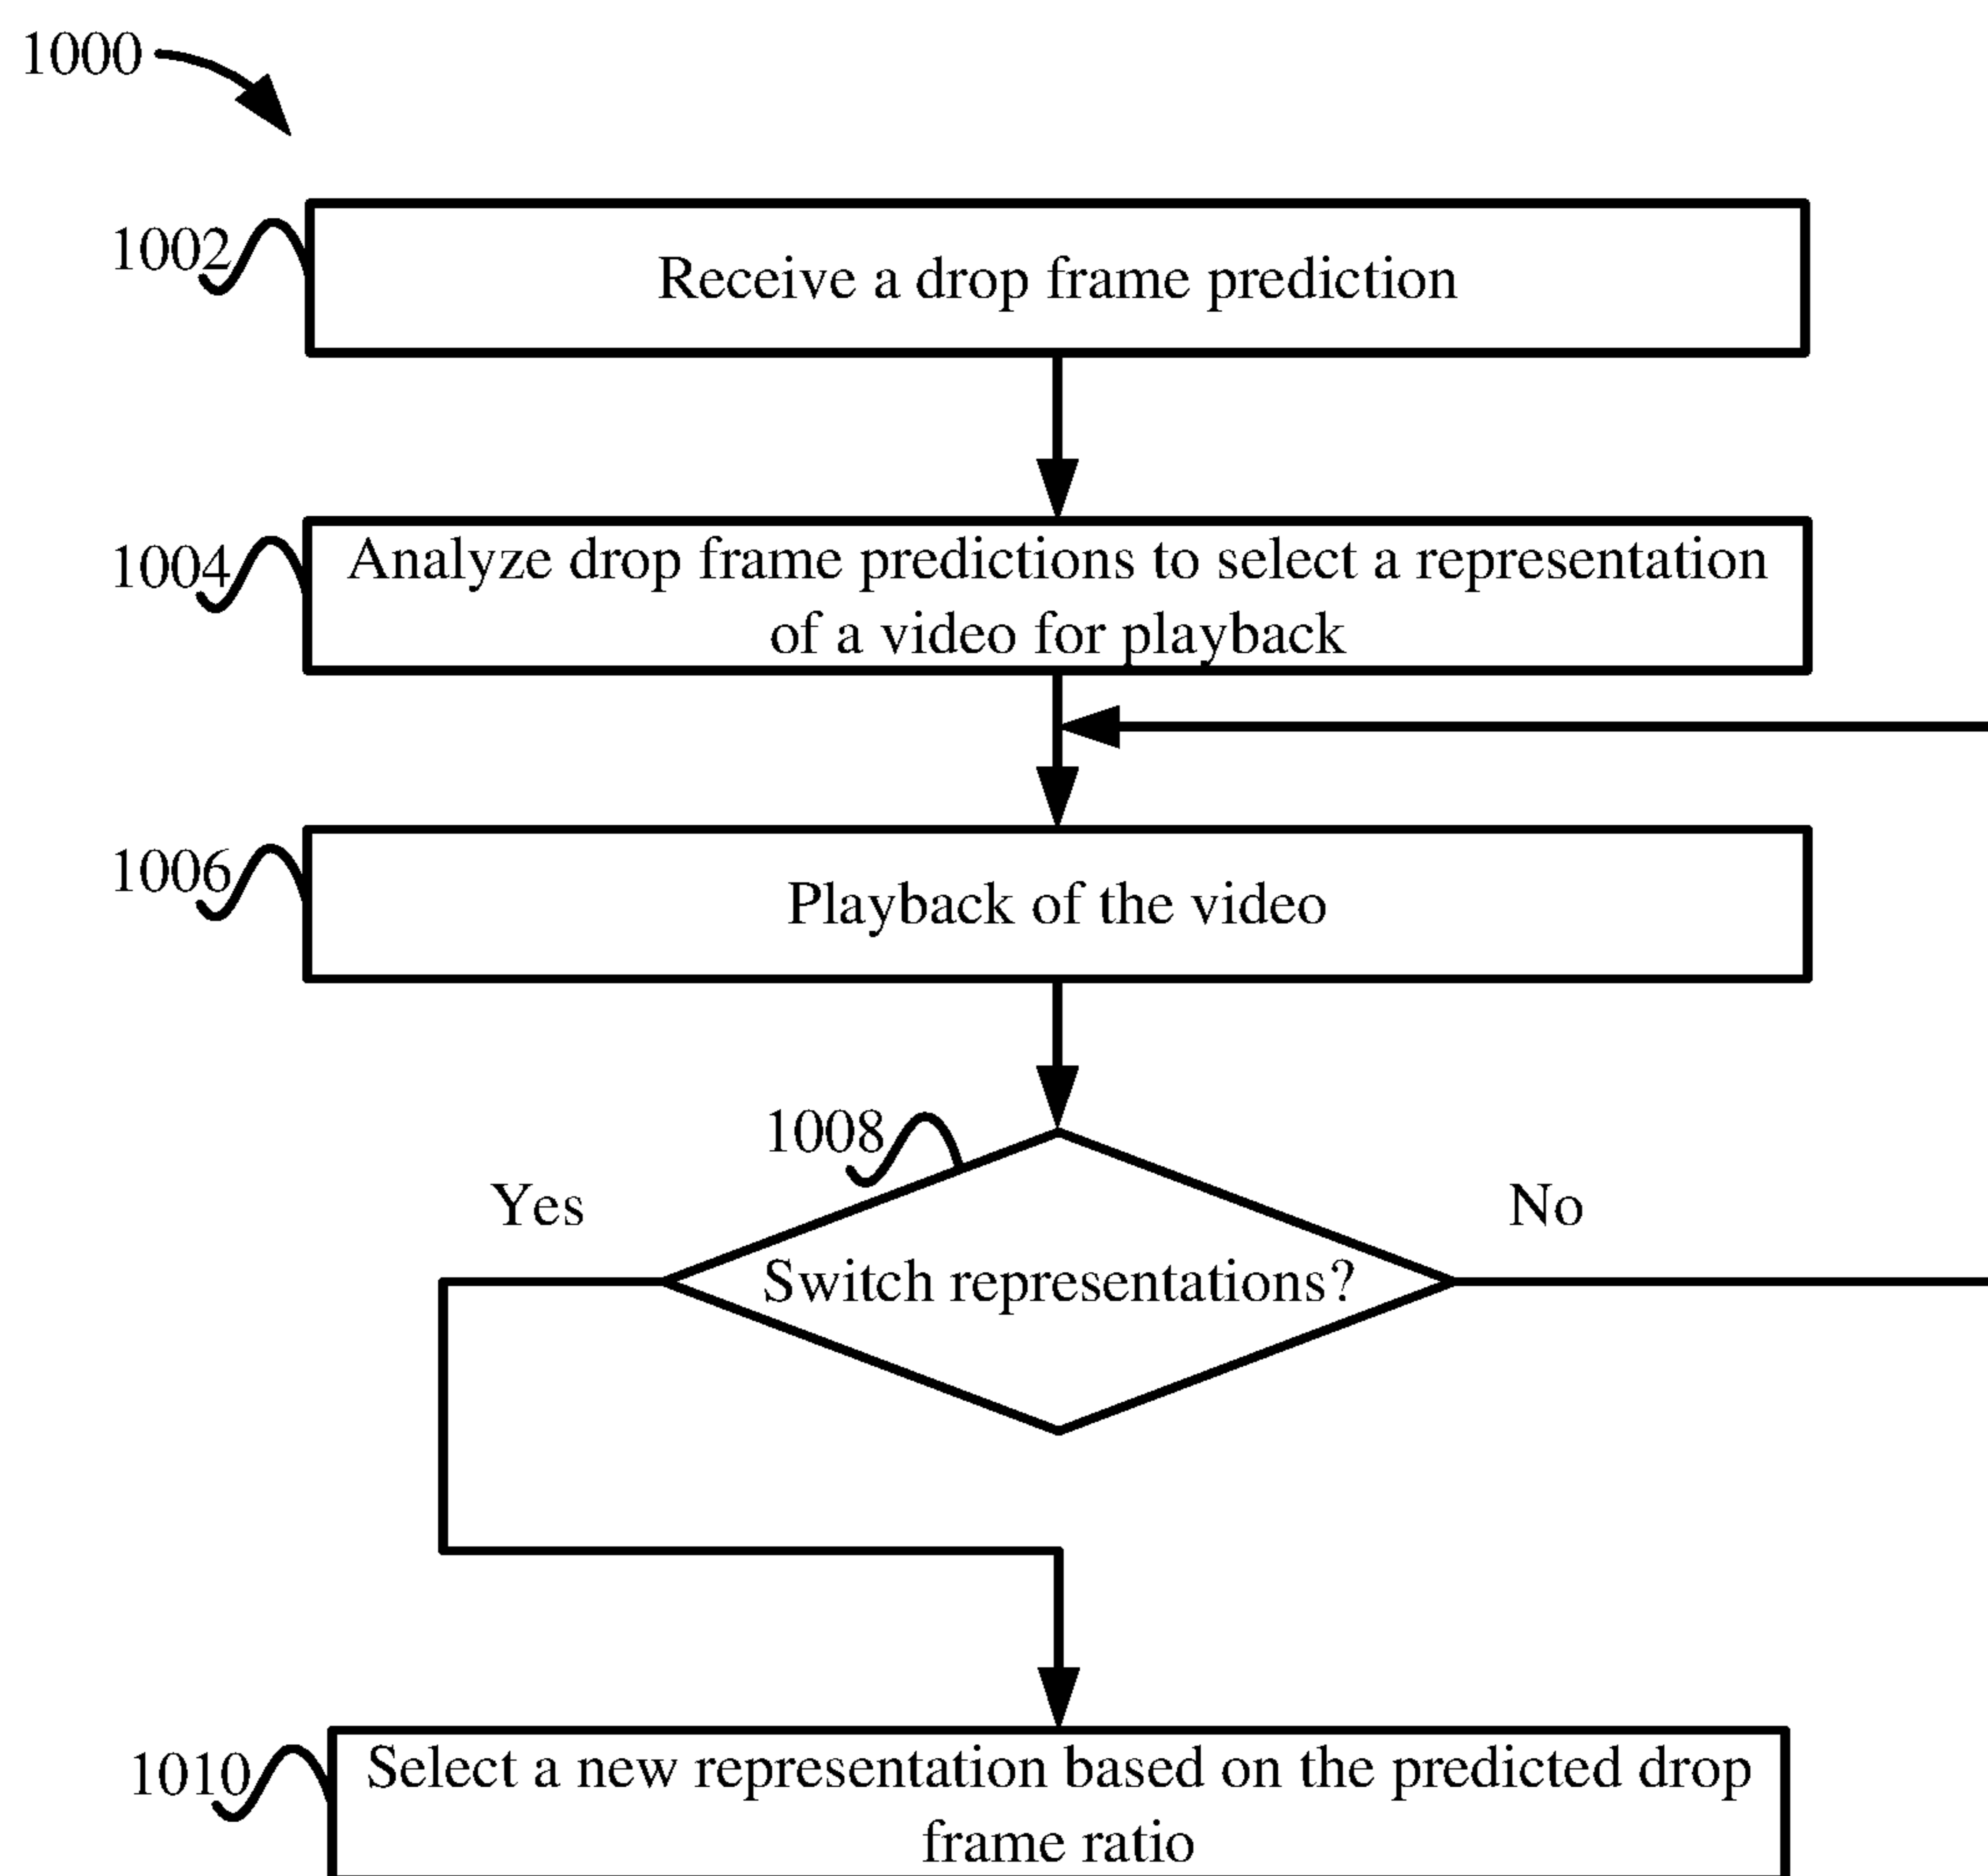 1000
1002
Receive a drop frame prediction
1004
Analyze drop frame predictions to select a representation
of a video for playback
1006
Playback of the video
1008
Yes
No
Switch representations?
1010
Select a new representation based on the predicted drop
frame ratio